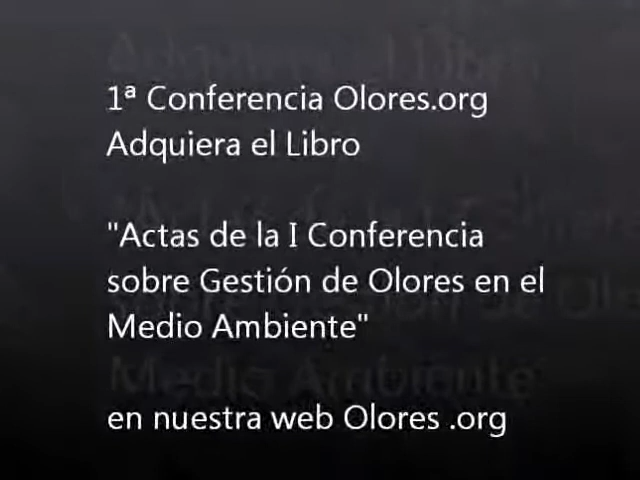 1ª Conferencia Olores.org
Adquiera el Libro
"Actas de la I Conferencia
sobre Gestión de Olores en el
Medio Ambiente"
en nuestra web Olores .org